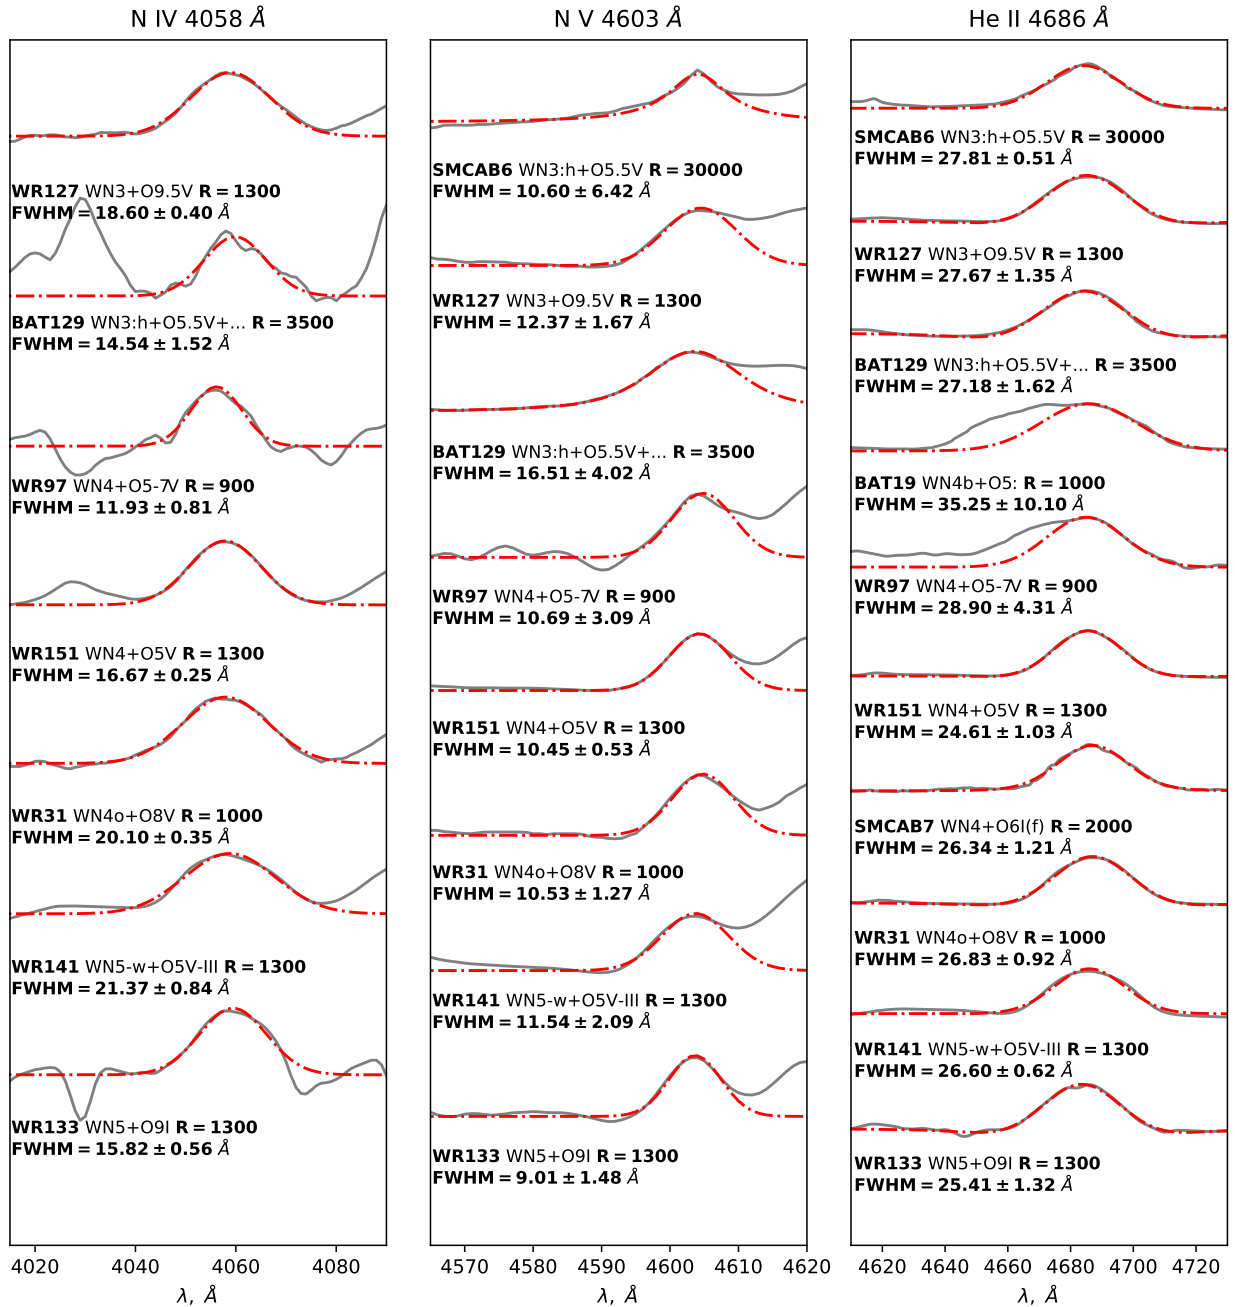 N IV 4058 Å
WR127 WN3+O9.5V R = 1300
FWHM = 18.60 ± 0.40 Å
BAT129 WN3:h+O5.5V+... R = 3500
FWHM = 14.54 ± 1.52 Å
WR97 WN4+O5-7V R = 900
FWHM = 11.93 ± 0.81 Å
WR151 WN4+O5V R = 1300
FWHM = 16.67 ± 0.25 Å
WR31 WN4o+O8V R = 1000
FWHM = 20.10 ± 0.35 Å
WR141 WN5-w+O5V-III R = 1300
FWHM = 21.37 ± 0.84 Å
WR133 WN5+O9I R = 1300
FWHM = 15.82 ± 0.56 Å
4020 4040 4060 4080
λ, Å
N V 4603 Å
SMCAB6 WN3:h+O5.5V R = 30000
FWHM = 10.60 ± 6.42 Å
WR127 WN3+O9.5V R = 1300
FWHM = 12.37 ± 1.67 Å
BAT129 WN3:h+O5.5V+... R = 3500
FWHM = 16.51 ± 4.02 Å
WR97 WN4+O5-7V R = 900
FWHM = 10.69 ± 3.09 Å
WR151 WN4+O5V R = 1300
FWHM = 10.45 ± 0.53 Å
WR31 WN4o+O8V R = 1000
FWHM = 10.53 ± 1.27 Å
WR141 WN5-w+O5V-III R = 1300
FWHM = 11.54 ± 2.09 Å
WR133 WN5+O9I R = 1300
FWHM = 9.01 ± 1.48 Å
4570 4580 4590 4600 4610 4620
λ, Å
He II 4686 Å
SMCAB6 WN3:h+O5.5V R = 30000
FWHM = 27.81 ± 0.51 Å
WR127 WN3+O9.5V R = 1300
FWHM = 27.67 ± 1.35 Å
BAT129 WN3:h+O5.5V+... R = 3500
FWHM = 27.18 ± 1.62 Å
BAT19 WN4b+O5: R = 1000
FWHM = 35.25 ± 10.10 Å
WR97 WN4+O5-7V R = 900
FWHM = 28.90 ± 4.31 Å
WR151 WN4+O5V R = 1300
FWHM = 24.61 ± 1.03 Å
SMCAB7 WN4+O6I(f) R = 2000
FWHM = 26.34 ± 1.21 Å
WR31 WN4o+O8V R = 1000
FWHM = 26.83 ± 0.92 Å
WR141 WN5-w+O5V-III R = 1300
FWHM = 26.60 ± 0.62 Å
WR133 WN5+O9I R = 1300
FWHM = 25.41 ± 1.32 Å
4620 4640 4660 4680 4700 4720
λ, Å